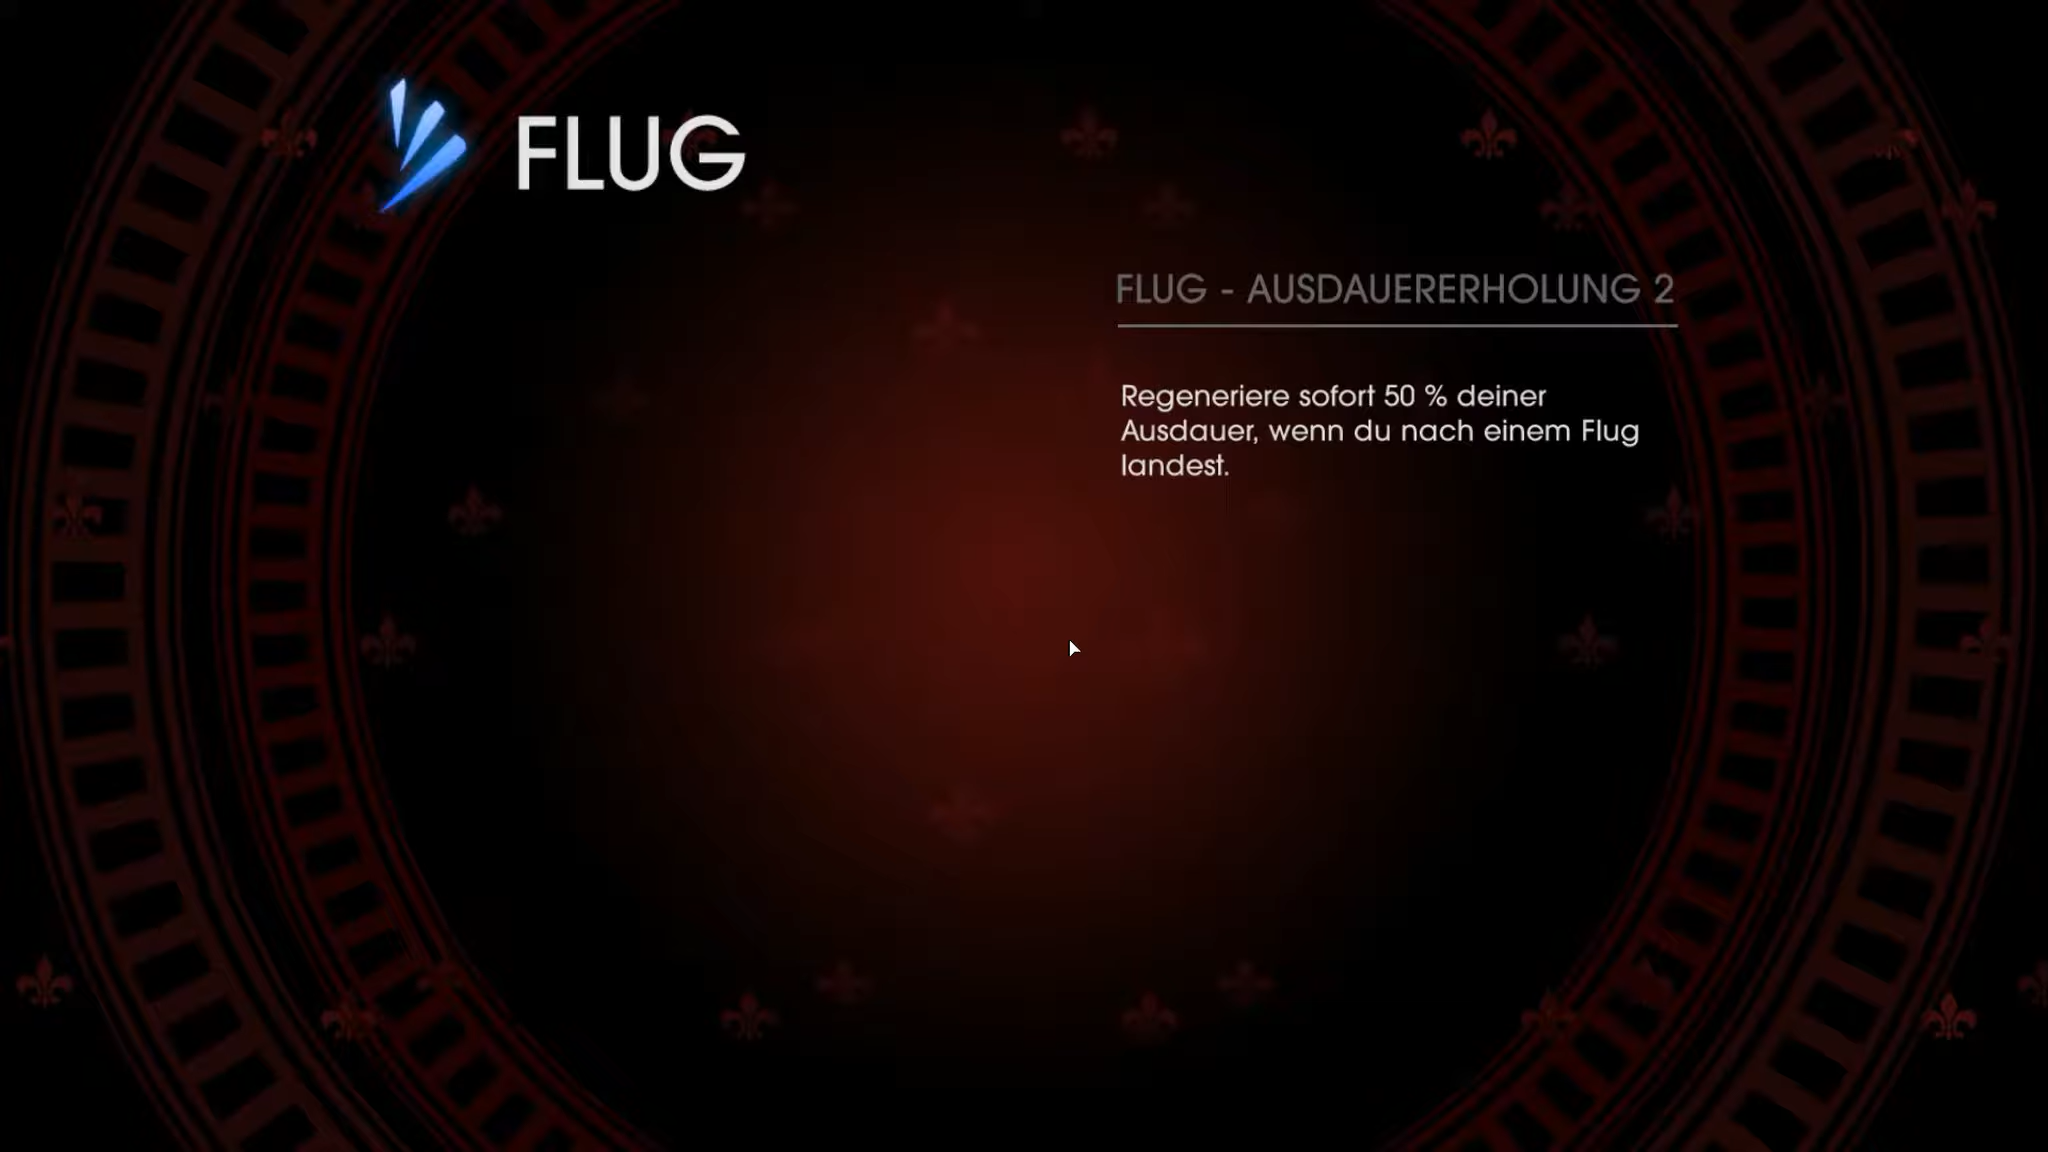 FLUG
FLUG - AUSDAUERERHOLUNG 2
Regeneriere sofort 50 % deiner
Ausdauer, wenn du nach einem Flug
landest.